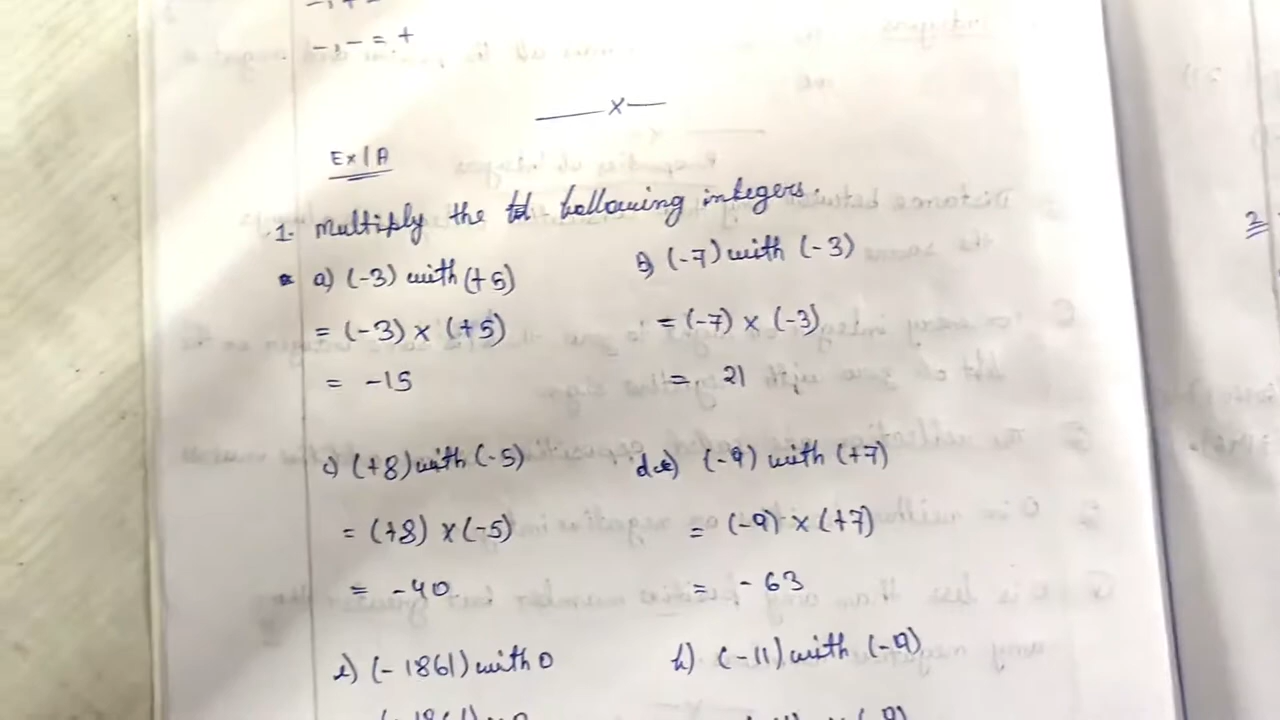 -,- = +
x
Ex 1A
1. Multiply the following integers.
a) (-3) with (+5)
= (-3) x (+5)
= -15
b) (-7) with (-3)
= (-7) x (-3)
= 21
c) (+8) with (-5)
= (+8) x (-5)
= -40
(-9) with (+7)
= (-9) x (+7)
= -63
(-1861) with 0
h) (-11) with (-9)
2